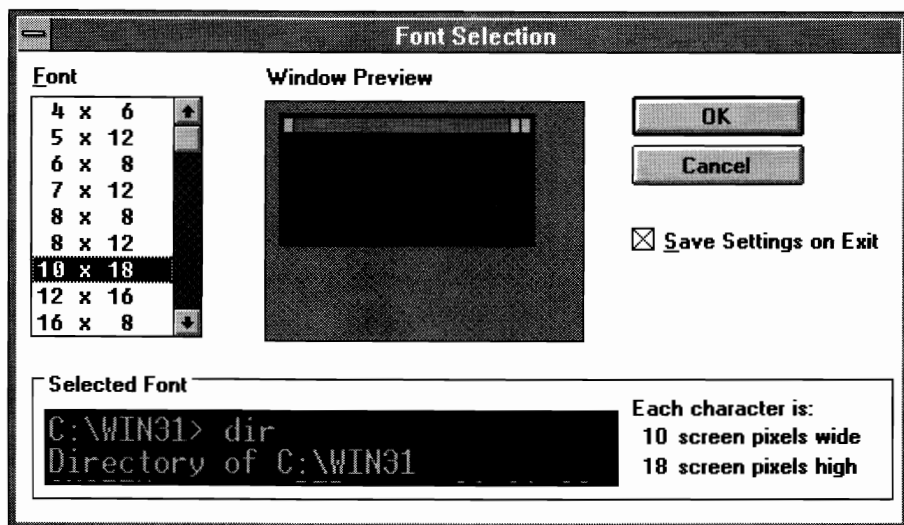 Font Selection
Font
4 x 6
5 x 12
6 x 8
7 x 12
8 x 8
8 x 12
10 x 18
12 x 16
16 x 8
Window Preview
OK
Cancel
Save Settings on Exit
Selected Font
C:\WIN31> dir
Directory of C:\WIN31
Each character is:
10 screen pixels wide
18 screen pixels high